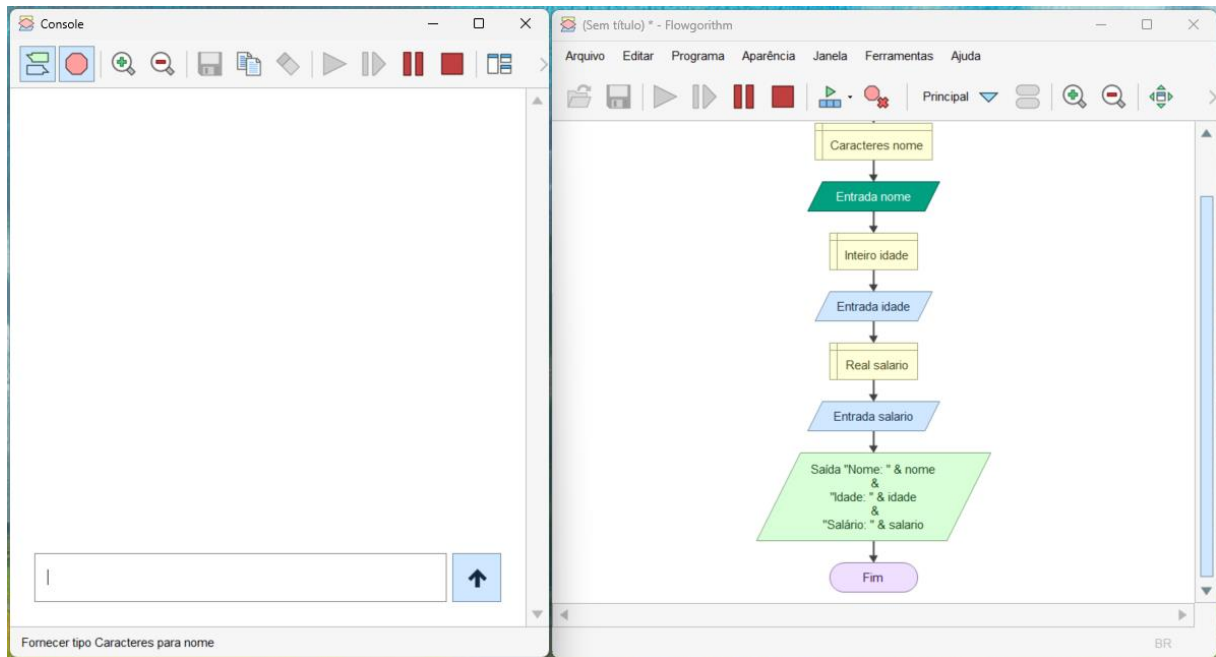 Console
Fornecer tipo Caracteres para nome
(Sem título) * - Flowgorithm
Arquivo Editar Programa Aparência Janela Ferramentas Ajuda
Principal
Caracteres nome
Entrada nome
Inteiro idade
Entrada idade
Real salario
Entrada salario
Saída "Nome: " & nome
&
"Idade: " & idade
&
"Salário: " & salario
Fim
BR